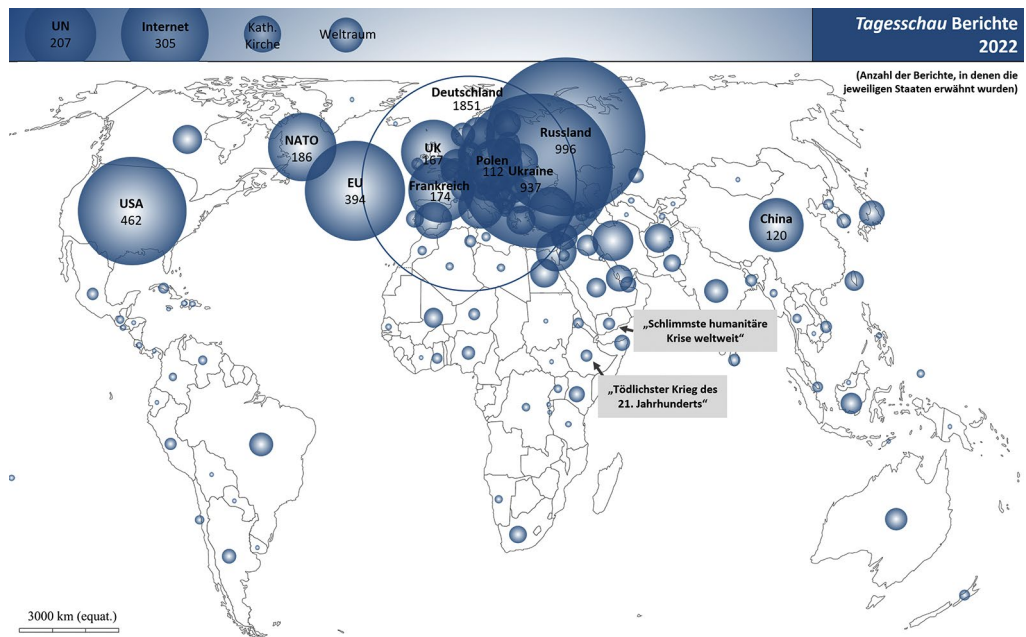 UN
207
Internet
305
Kath.
Kirche
Weltraum
Tagesschau Berichte
2022
(Anzahl der Berichte, in denen die
jeweiligen Staaten erwähnt wurden)
Deutschland
1851
Russland
996
NATO
186
UK
167
Polen
112
Ukraine
937
EU
394
Frankreich
174
USA
462
China
120
„Schlimmste humanitäre
Krise weltweit“
„Tödlichster Krieg des
21. Jahrhunderts“
3000 km (equat.)